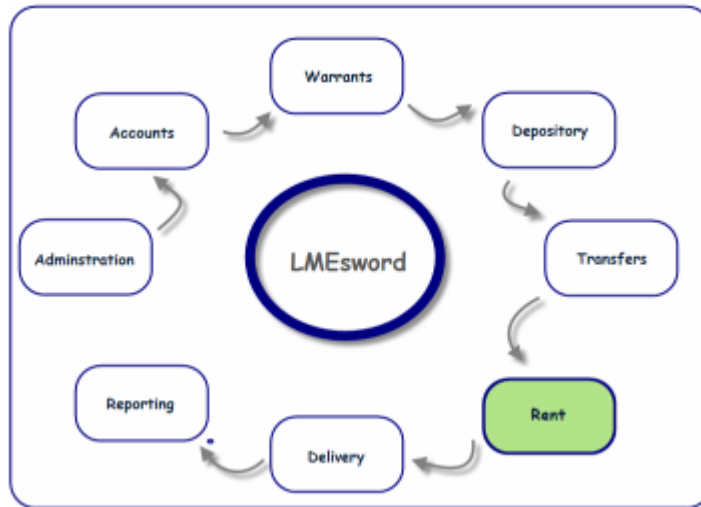 Warrants
Accounts
Depository
LMEsword
Adminstration
Transfers
Reporting
Rent
Delivery